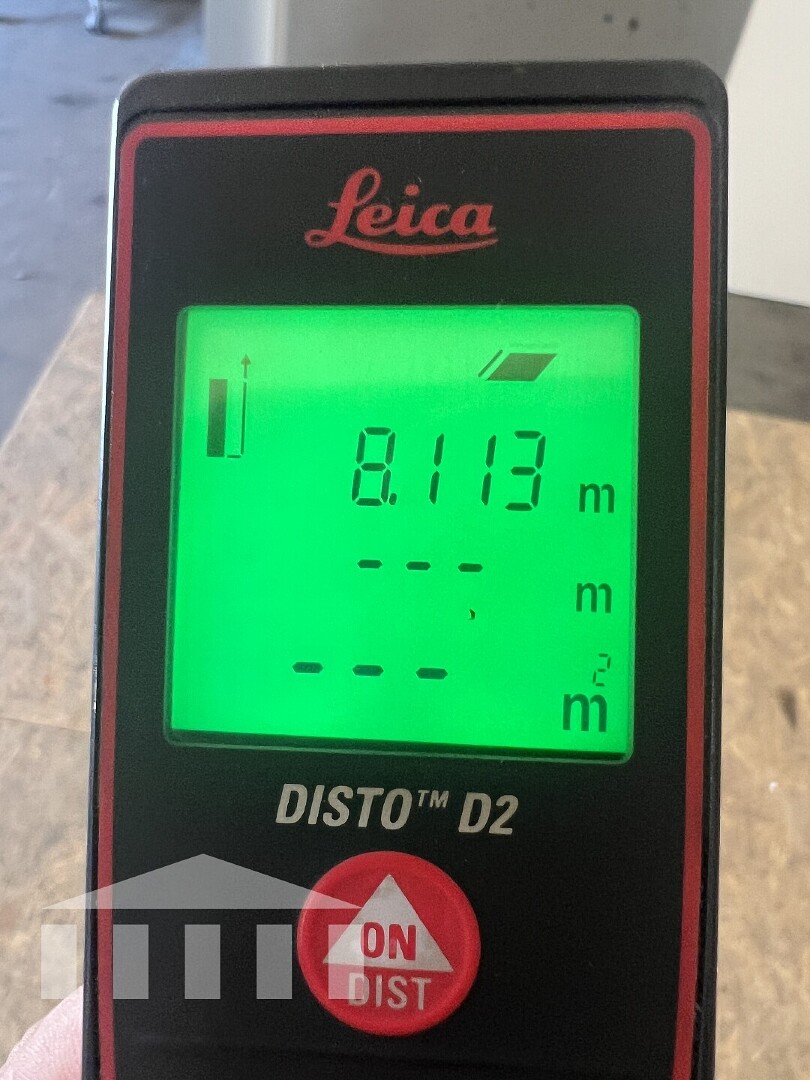 Leica
8.113 m
--- m
--- m²
DISTO™ D2
ON
DIST